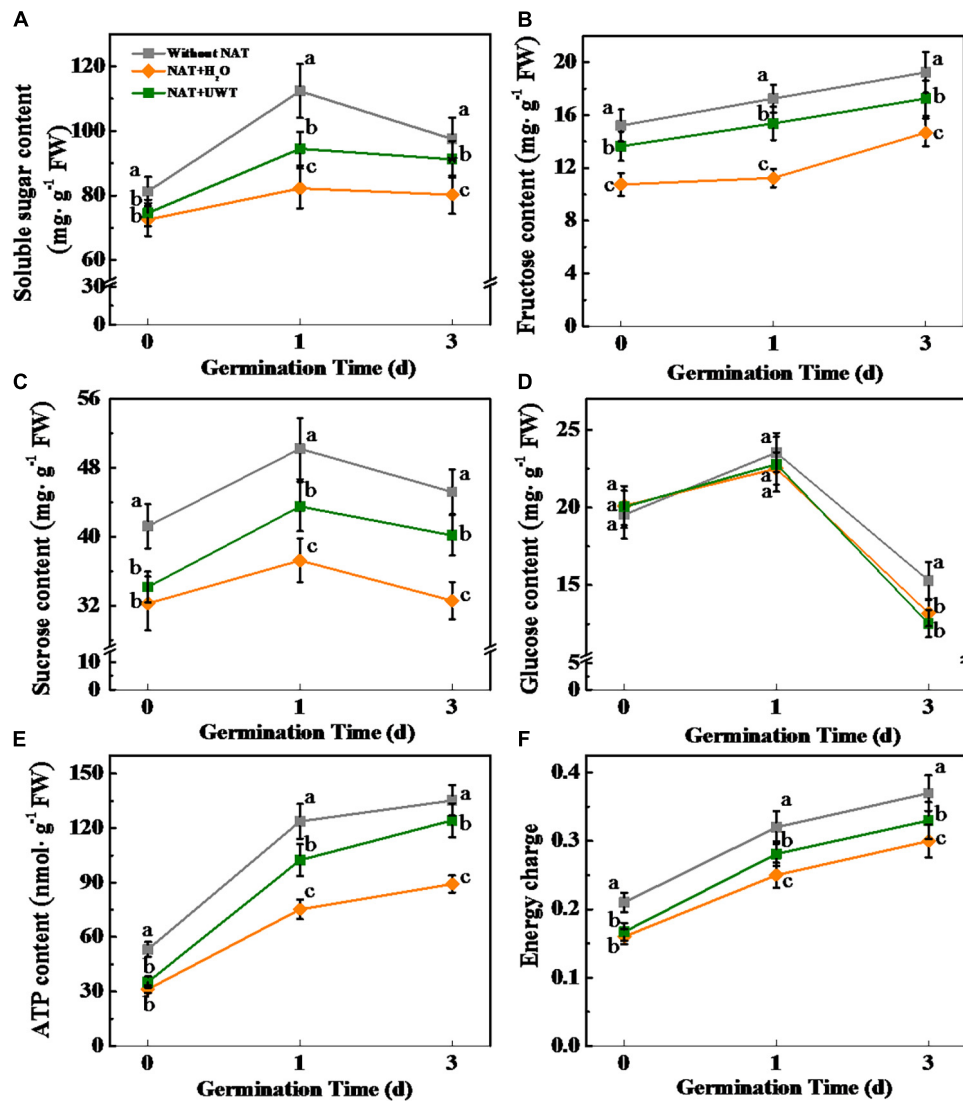 A
Without NAT
NAT+H₂O
NAT+UWT
Soluble sugar content
(mg· g⁻¹ FW)
120
100
80
60
30
0
a
b
b
a
b
c
a
b
c
0
1
3
Germination Time (d)
B
Fructose content (mg· g⁻¹ FW)
20
16
12
8
4
0
a
b
c
a
b
c
a
b
c
0
1
3
Germination Time (d)
C
Sucrose content (mg· g⁻¹ FW)
56
48
40
32
10
0
a
b
b
a
b
c
a
b
c
0
1
3
Germination Time (d)
D
Glucose content (mg· g⁻¹ FW)
25
20
15
5
0
a
a
a
a
a
a
a
b
b
0
1
3
Germination Time (d)
E
ATP content (nmol· g⁻¹ FW)
150
120
90
60
30
0
a
b
b
a
b
c
a
b
c
0
1
3
Germination Time (d)
F
Energy charge
0.4
0.3
0.2
0.1
0.0
a
b
b
a
b
c
a
b
c
0
1
3
Germination Time (d)